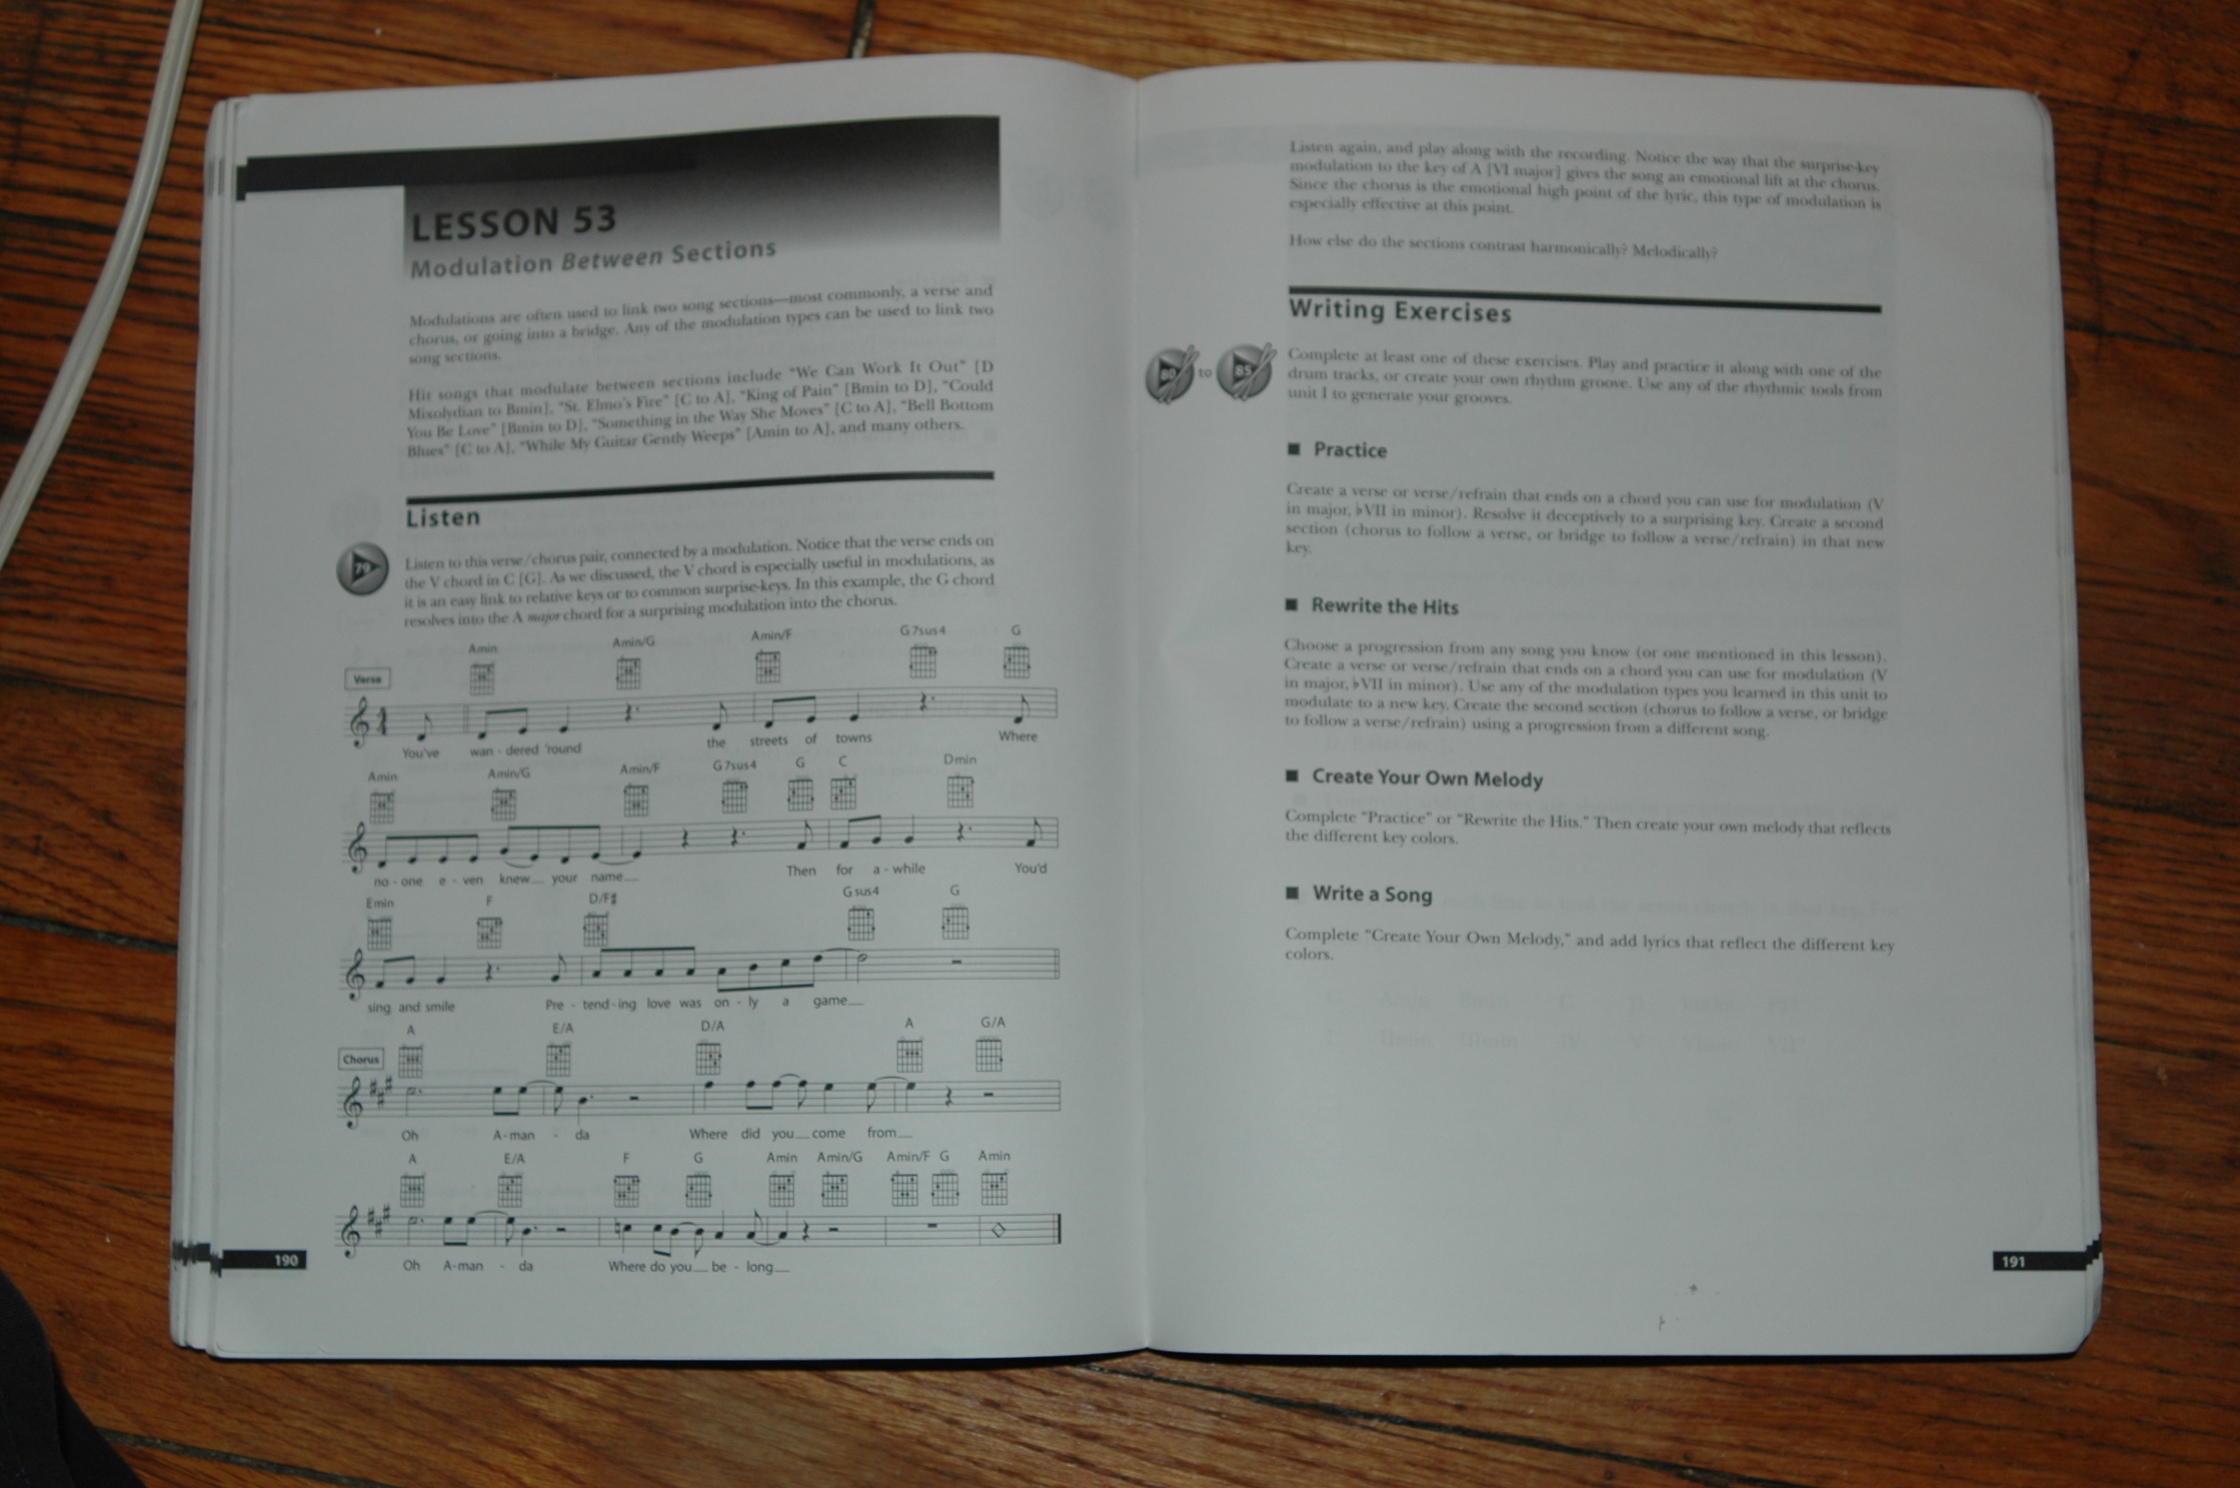 LESSON 53
Modulation Between Sections
Modulations are often used to link two song sections—most commonly, a verse and
chorus, or going into a bridge. Any of the modulation types can be used to link two
song sections.
Hit songs that modulate between sections include "We Can Work It Out" [D
Mixolydian to Bmin], "St. Elmo's Fire" [C to A], "King of Pain" [Bmin to D], "Could
You Be Love" [Bmin to D], "Something in the Way She Moves" [C to A], "Bell Bottom
Blues" [C to A], "While My Guitar Gently Weeps" [Amin to A], and many others.
Listen
79
Listen to this verse/chorus pair, connected by a modulation. Notice that the verse ends on
the V chord in C [G]. As we discussed, the V chord is especially useful in modulations, as
it is an easy link to relative keys or to common surprise-keys. In this example, the G chord
resolves into the A major chord for a surprising modulation into the chorus.
Verse
Amin Amin/G Amin/F G7sus4 G
You've wan - dered 'round the streets of towns Where
Amin Amin/G Amin/F G7sus4 G C Dmin
no - one e - ven knew your name Then for a - while You'd
Emin F D/F♯ Gsus4 G
sing and smile Pre - tend - ing love was on - ly a game
Chorus
A E/A D/A A G/A
Oh A - man - da Where did you come from
A E/A F G Amin Amin/G Amin/F G Amin
Oh A - man - da Where do you be - long
190
Listen again, and play along with the recording. Notice the way that the surprise-key
modulation to the key of A [VI major] gives the song an emotional lift at the chorus.
Since the chorus is the emotional high point of the lyric, this type of modulation is
especially effective at this point.
How else do the sections contrast harmonically? Melodically?
Writing Exercises
80 to 85
Complete at least one of these exercises. Play and practice it along with one of the
drum tracks, or create your own rhythm groove. Use any of the rhythmic tools from
unit I to generate your grooves.
■ Practice
Create a verse or verse/refrain that ends on a chord you can use for modulation (V
in major, ♭VII in minor). Resolve it deceptively to a surprising key. Create a second
section (chorus to follow a verse, or bridge to follow a verse/refrain) in that new
key.
■ Rewrite the Hits
Choose a progression from any song you know (or one mentioned in this lesson).
Create a verse or verse/refrain that ends on a chord you can use for modulation (V
in major, ♭VII in minor). Use any of the modulation types you learned in this unit to
modulate to a new key. Create the second section (chorus to follow a verse, or bridge
to follow a verse/refrain) using a progression from a different song.
■ Create Your Own Melody
Complete "Practice" or "Rewrite the Hits." Then create your own melody that reflects
the different key colors.
■ Write a Song
Complete "Create Your Own Melody," and add lyrics that reflect the different key
colors.
191